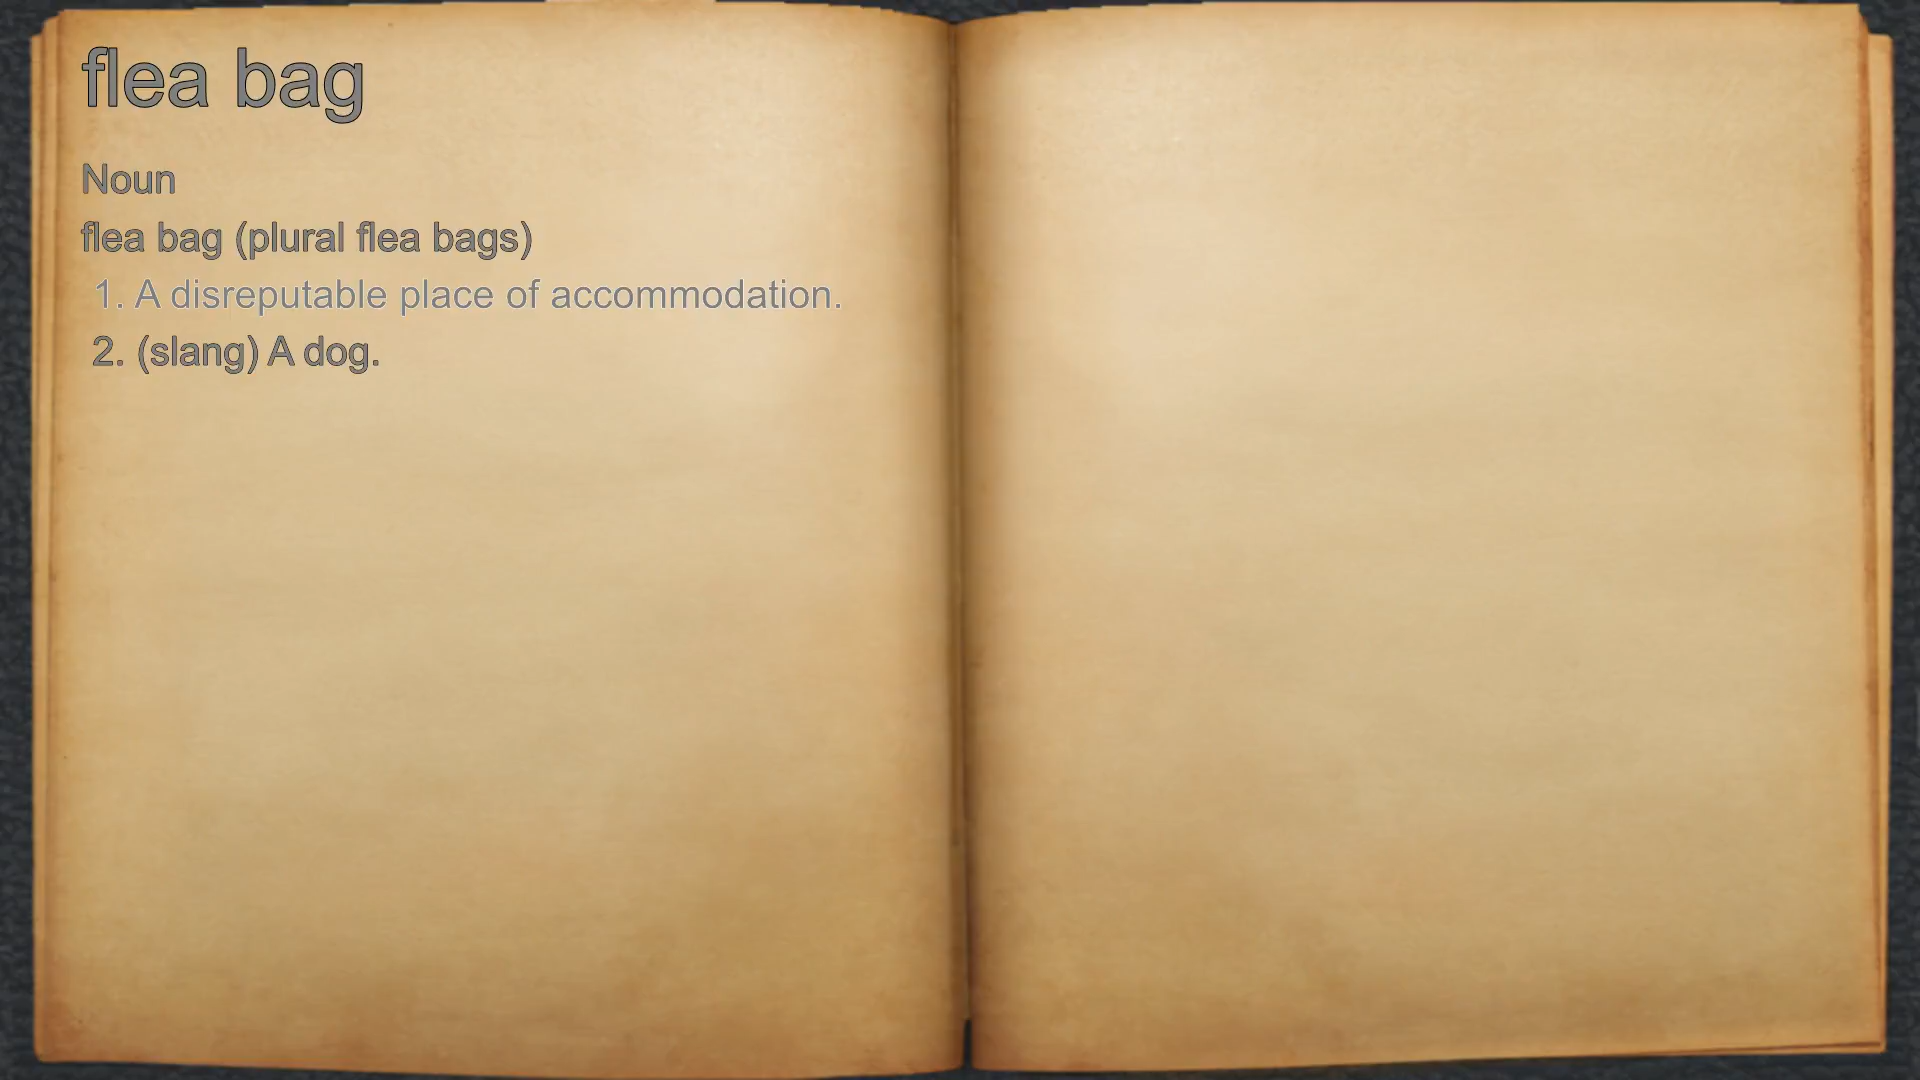 flea bag
Noun
flea bag (plural flea bags)
1. A disreputable place of accommodation.
2. (slang) A dog.